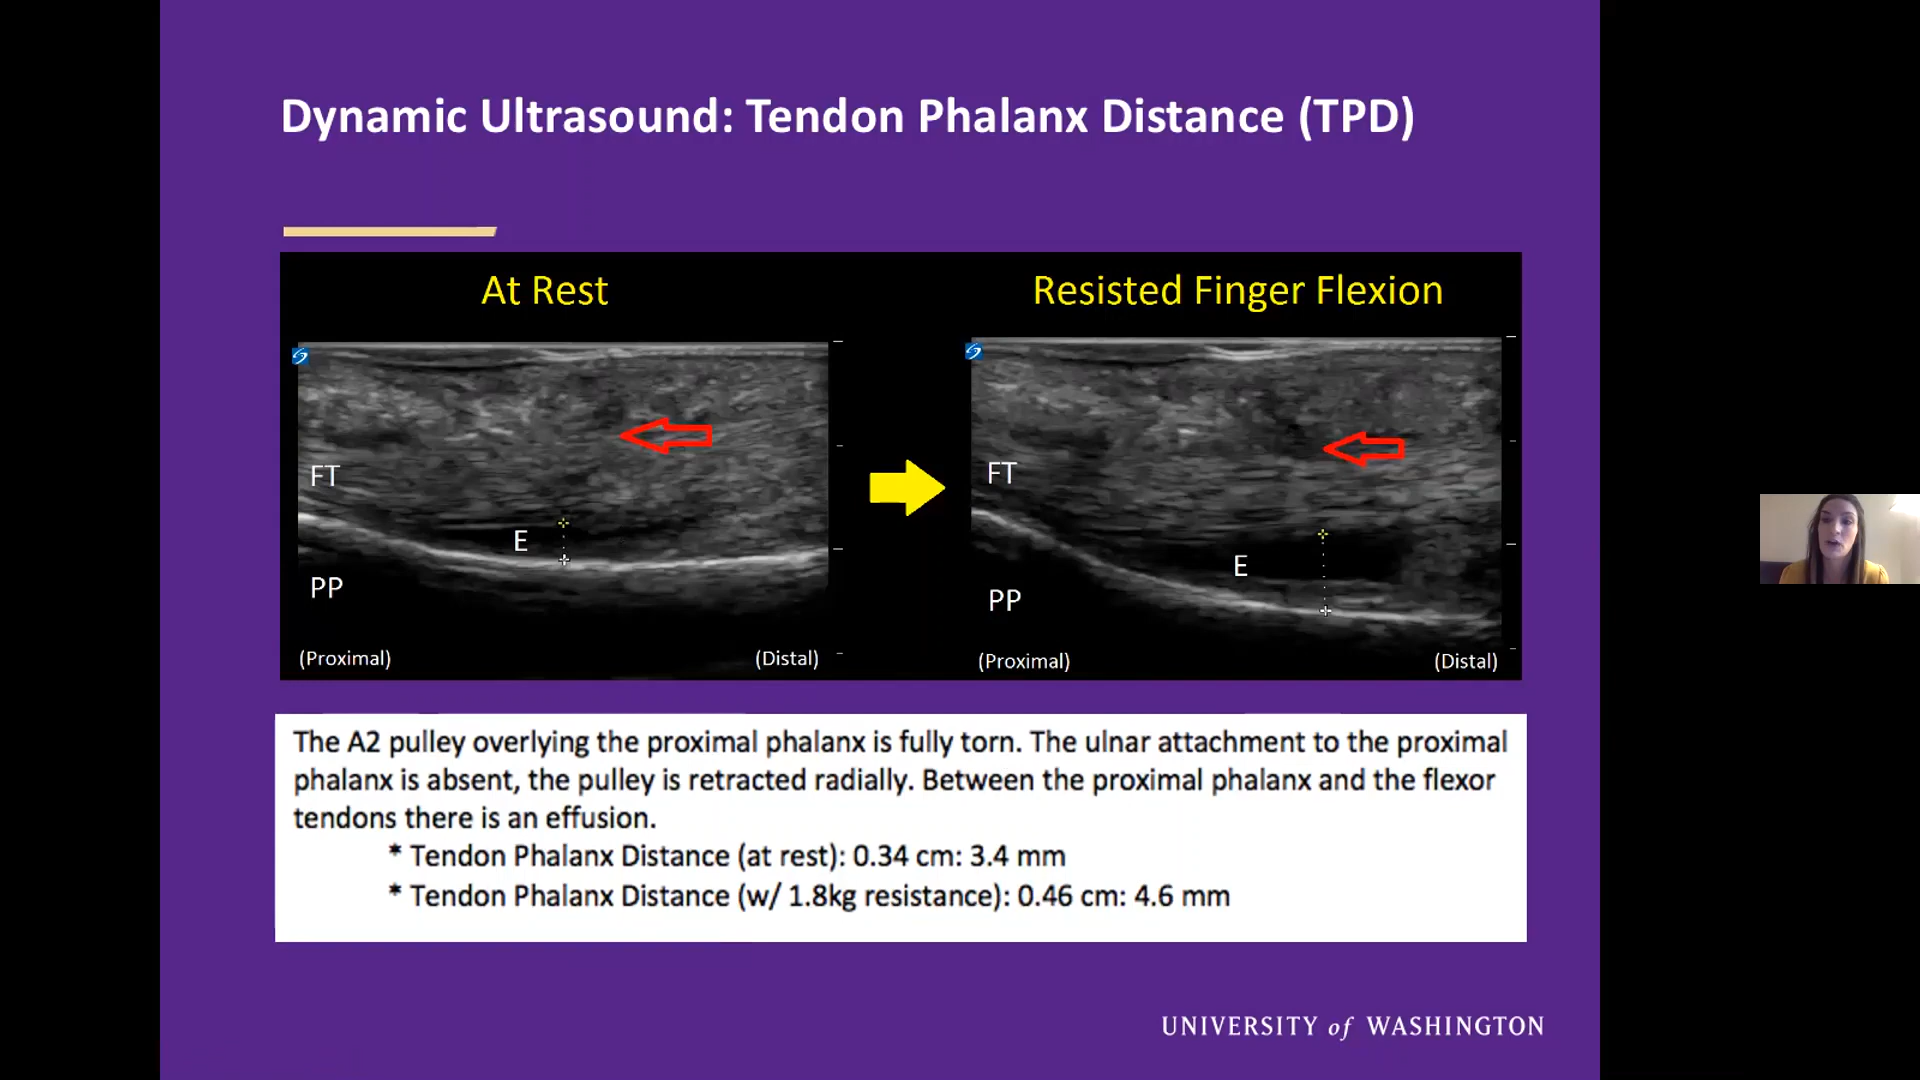 Dynamic Ultrasound: Tendon Phalanx Distance (TPD)
At Rest
Resisted Finger Flexion
FT
E
PP
(Proximal)
(Distal)
FT
E
PP
(Proximal)
(Distal)
The A2 pulley overlying the proximal phalanx is fully torn. The ulnar attachment to the proximal
phalanx is absent, the pulley is retracted radially. Between the proximal phalanx and the flexor
tendons there is an effusion.
* Tendon Phalanx Distance (at rest): 0.34 cm: 3.4 mm
* Tendon Phalanx Distance (w/ 1.8kg resistance): 0.46 cm: 4.6 mm
UNIVERSITY of WASHINGTON